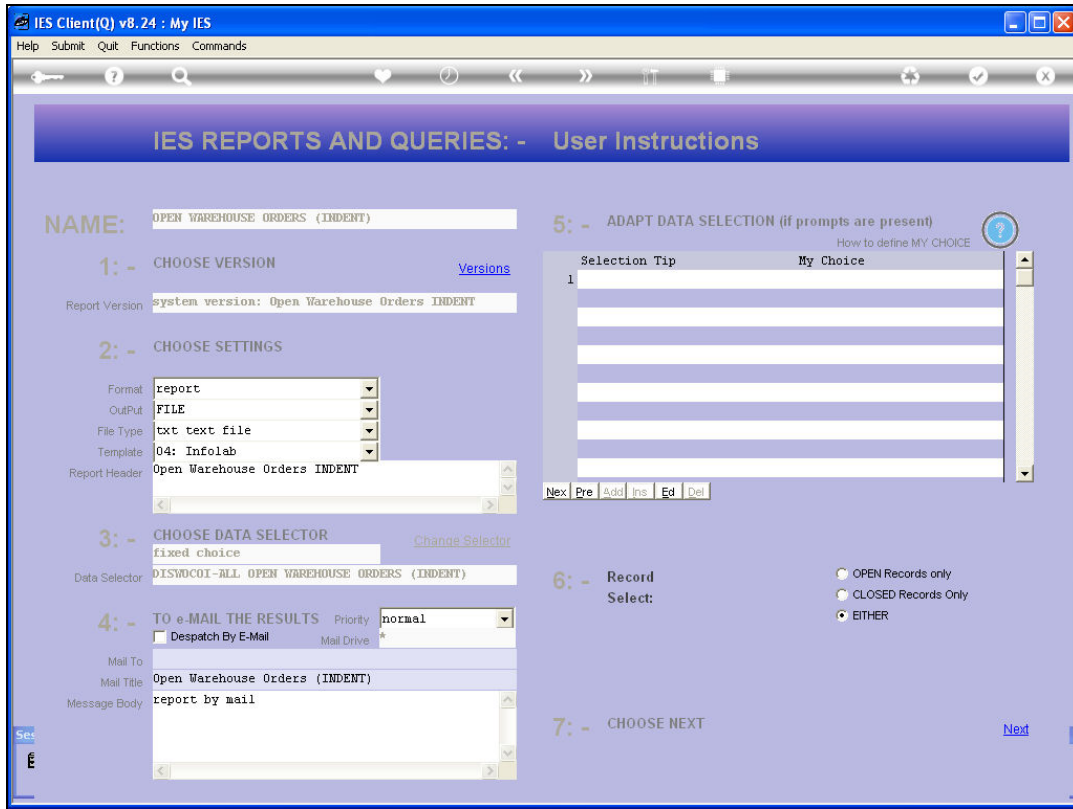 IES Client(Q) v8.24 : My IES
Help Submit Quit Functions Commands
IES REPORTS AND QUERIES: - User Instructions
NAME: OPEN WAREHOUSE ORDERS (INDENT)
1: - CHOOSE VERSION
Versions
Report Version system version: Open Warehouse Orders INDENT
2: - CHOOSE SETTINGS
Format report
OutPut FILE
File Type txt text file
Template 04: Infolab
Report Header Open Warehouse Orders INDENT
3: - CHOOSE DATA SELECTOR
fixed choice
Change Selector
Data Selector DISWOCOI-ALL OPEN WAREHOUSE ORDERS (INDENT)
4: - TO e-MAIL THE RESULTS Priority normal
Despatch By E-Mail Mail Drive *
Mail To
Mail Title Open Warehouse Orders (INDENT)
Message Body report by mail
5: - ADAPT DATA SELECTION (if prompts are present)
How to define MY CHOICE
?
Selection Tip My Choice
1
Nex Pre Add Ins Ed Del
6: - Record Select:
OPEN Records only
CLOSED Records Only
EITHER
7: - CHOOSE NEXT
Next